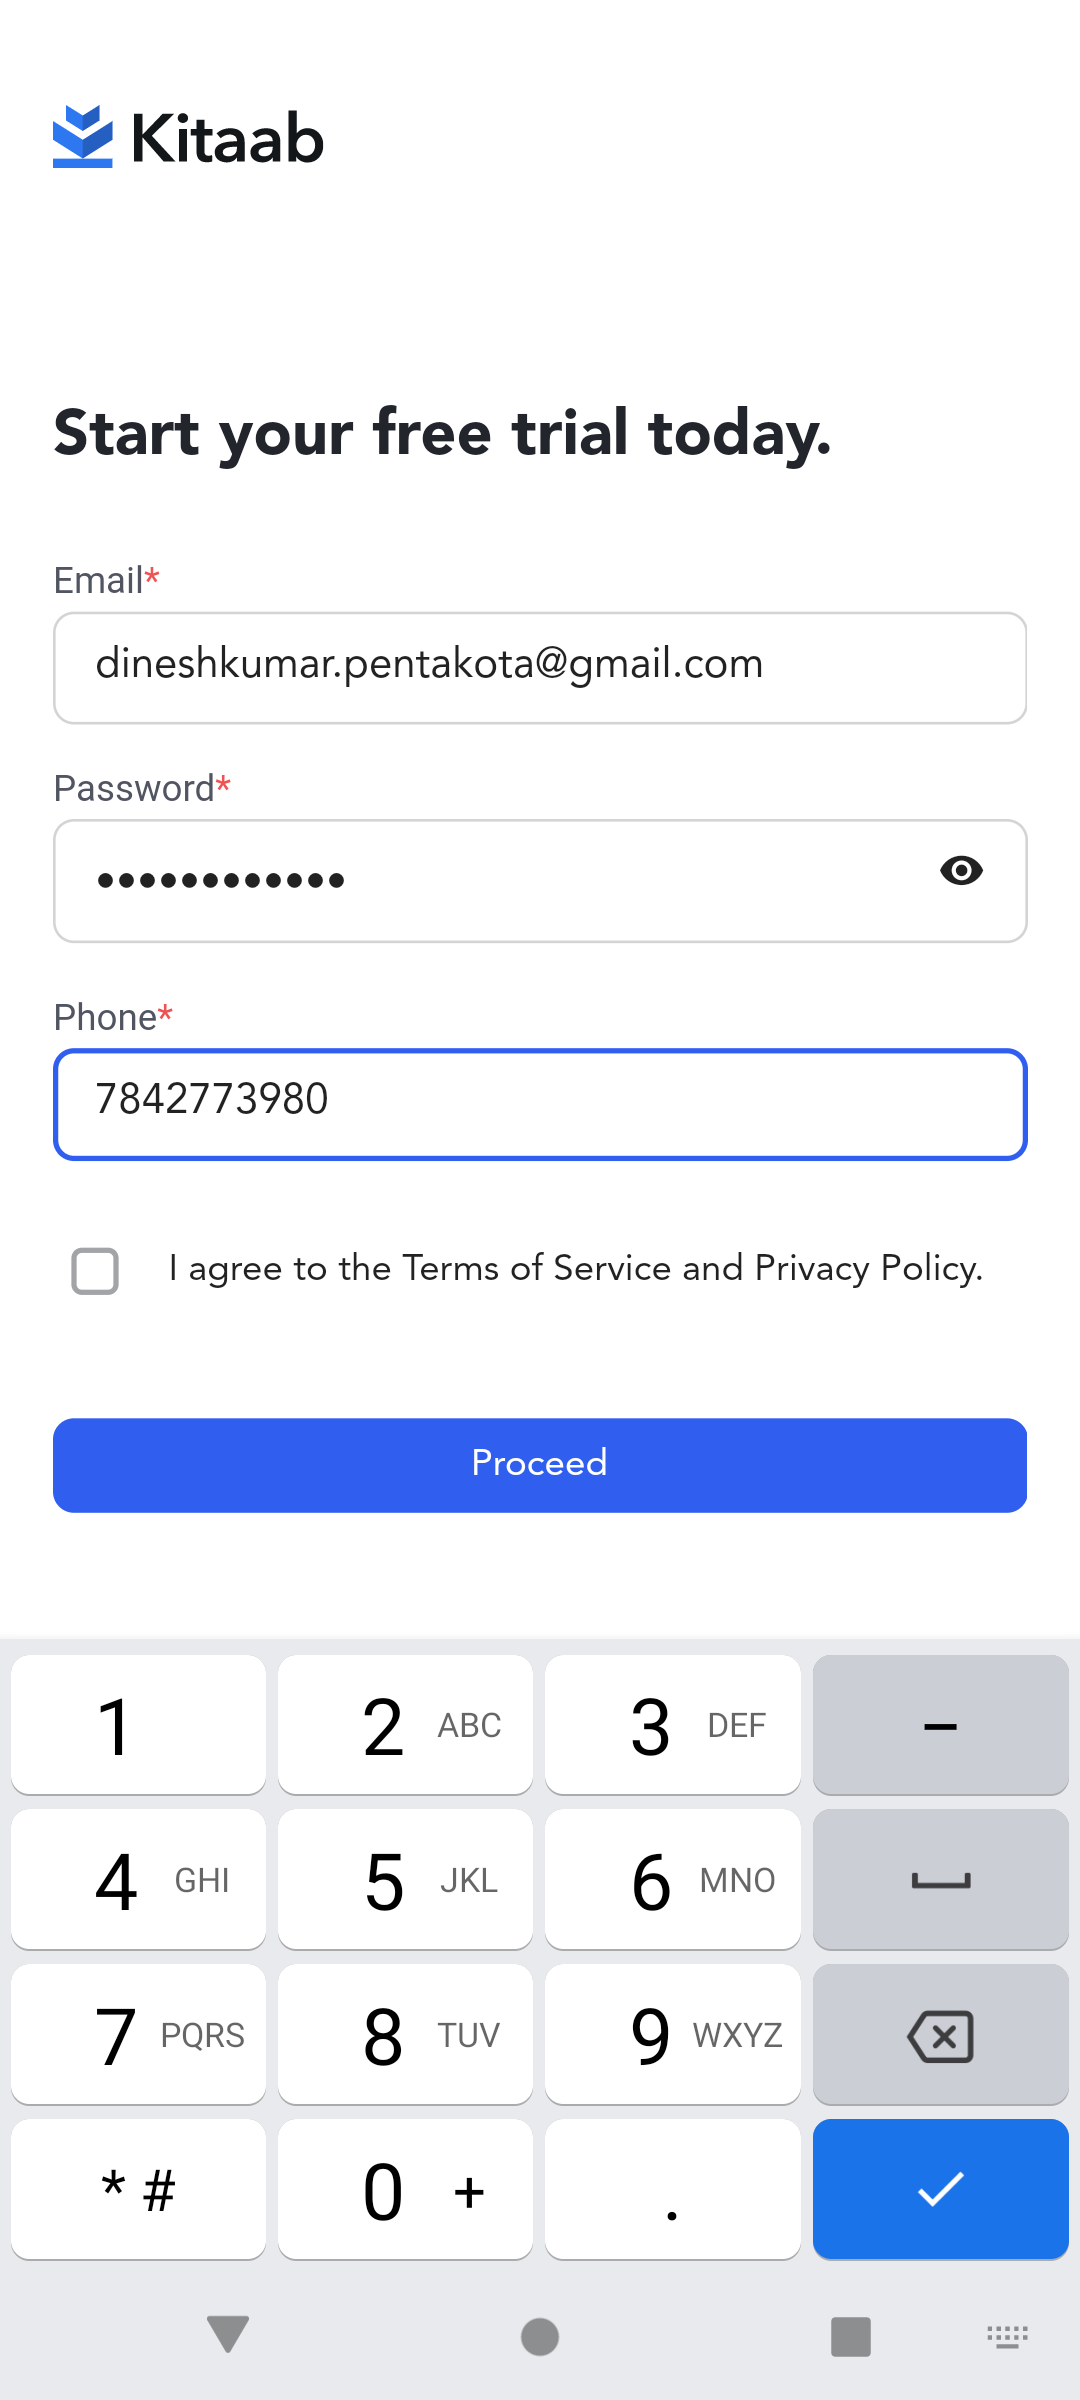 Kitaab
Start your free trial today.
Email*
dineshkumar.pentakota@gmail.com
Password*
••••••••••••
Phone*
7842773980
I agree to the Terms of Service and Privacy Policy.
Proceed
1 2 ABC 3 DEF –
4 GHI 5 JKL 6 MNO
7 PQRS 8 TUV 9 WXYZ
* # 0 + .